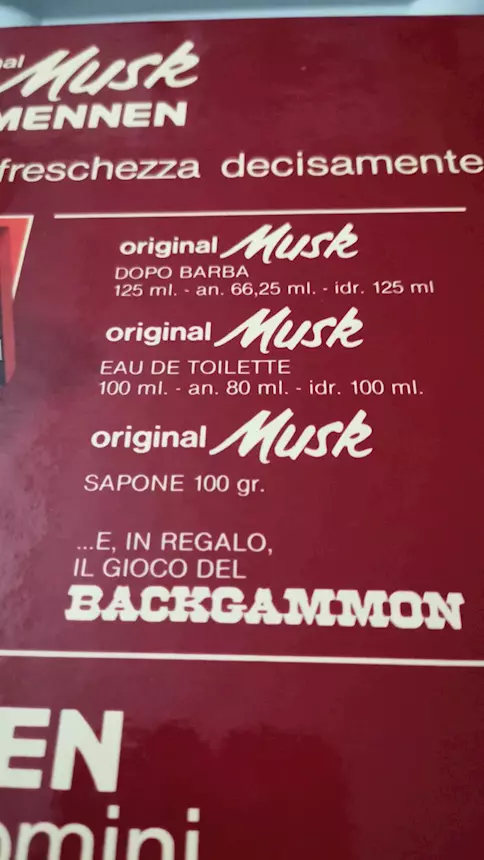 Musk
MENNEN
freschezza decisamente
original Musk
DOPO BARBA
125 ml. - an. 66,25 ml. - idr. 125 ml
original Musk
EAU DE TOILETTE
100 ml. - an. 80 ml. - idr. 100 ml.
original Musk
SAPONE 100 gr.
...E, IN REGALO,
IL GIOCO DEL
BACKGAMMON
EN
omini